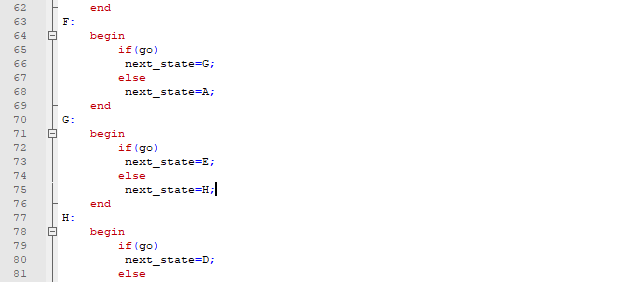 62 end
63 F:
64 begin
65 if(go)
66 next_state=G;
67 else
68 next_state=A;
69 end
70 G:
71 begin
72 if(go)
73 next_state=E;
74 else
75 next_state=H;
76 end
77 H:
78 begin
79 if(go)
80 next_state=D;
81 else